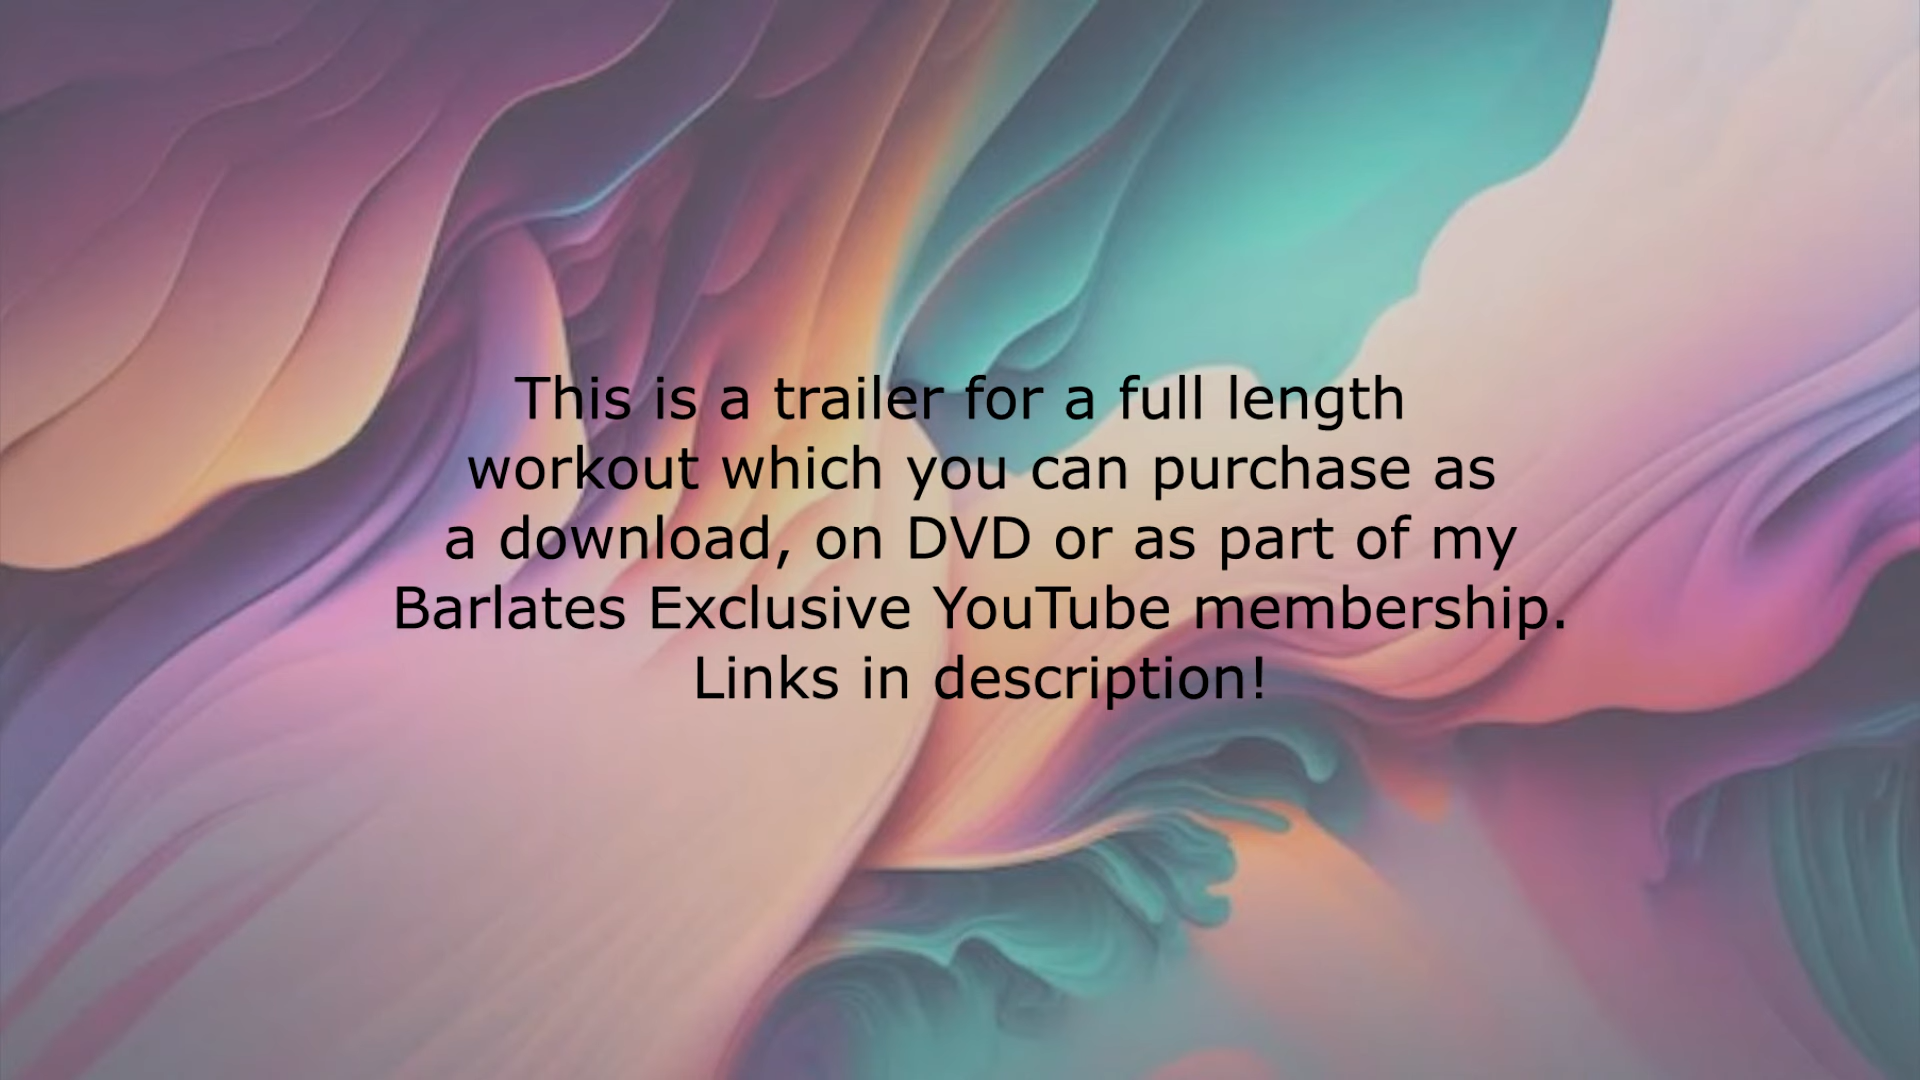 This is a trailer for a full length
workout which you can purchase as
a download, on DVD or as part of my
Barlates Exclusive YouTube membership.
Links in description!